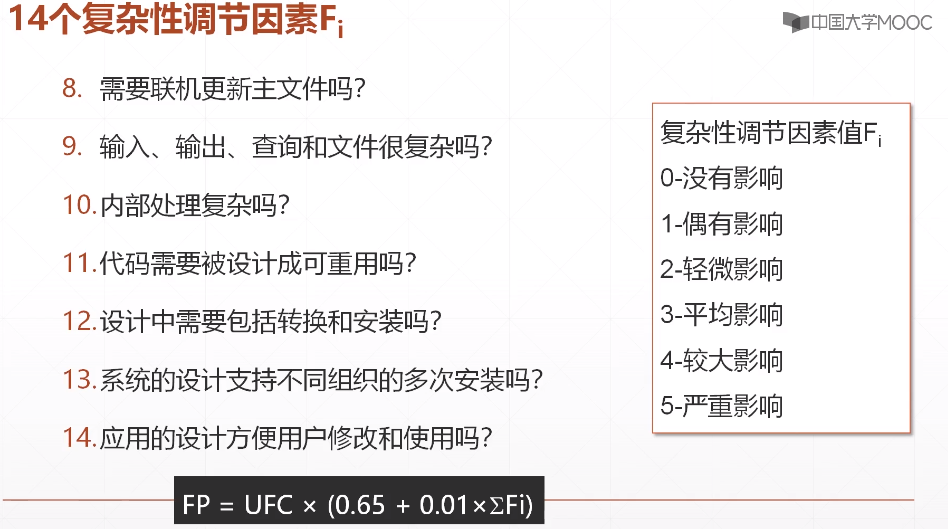 14个复杂性调节因素Fi
中国大学MOOC
8. 需要联机更新主文件吗？
9. 输入、输出、查询和文件很复杂吗？
10.内部处理复杂吗？
11.代码需要被设计成可重用吗？
12.设计中需要包括转换和安装吗？
13.系统的设计支持不同组织的多次安装吗？
14.应用的设计方便用户修改和使用吗？
复杂性调节因素值Fi
0-没有影响
1-偶有影响
2-轻微影响
3-平均影响
4-较大影响
5-严重影响
FP = UFC × (0.65 + 0.01×ΣFi)